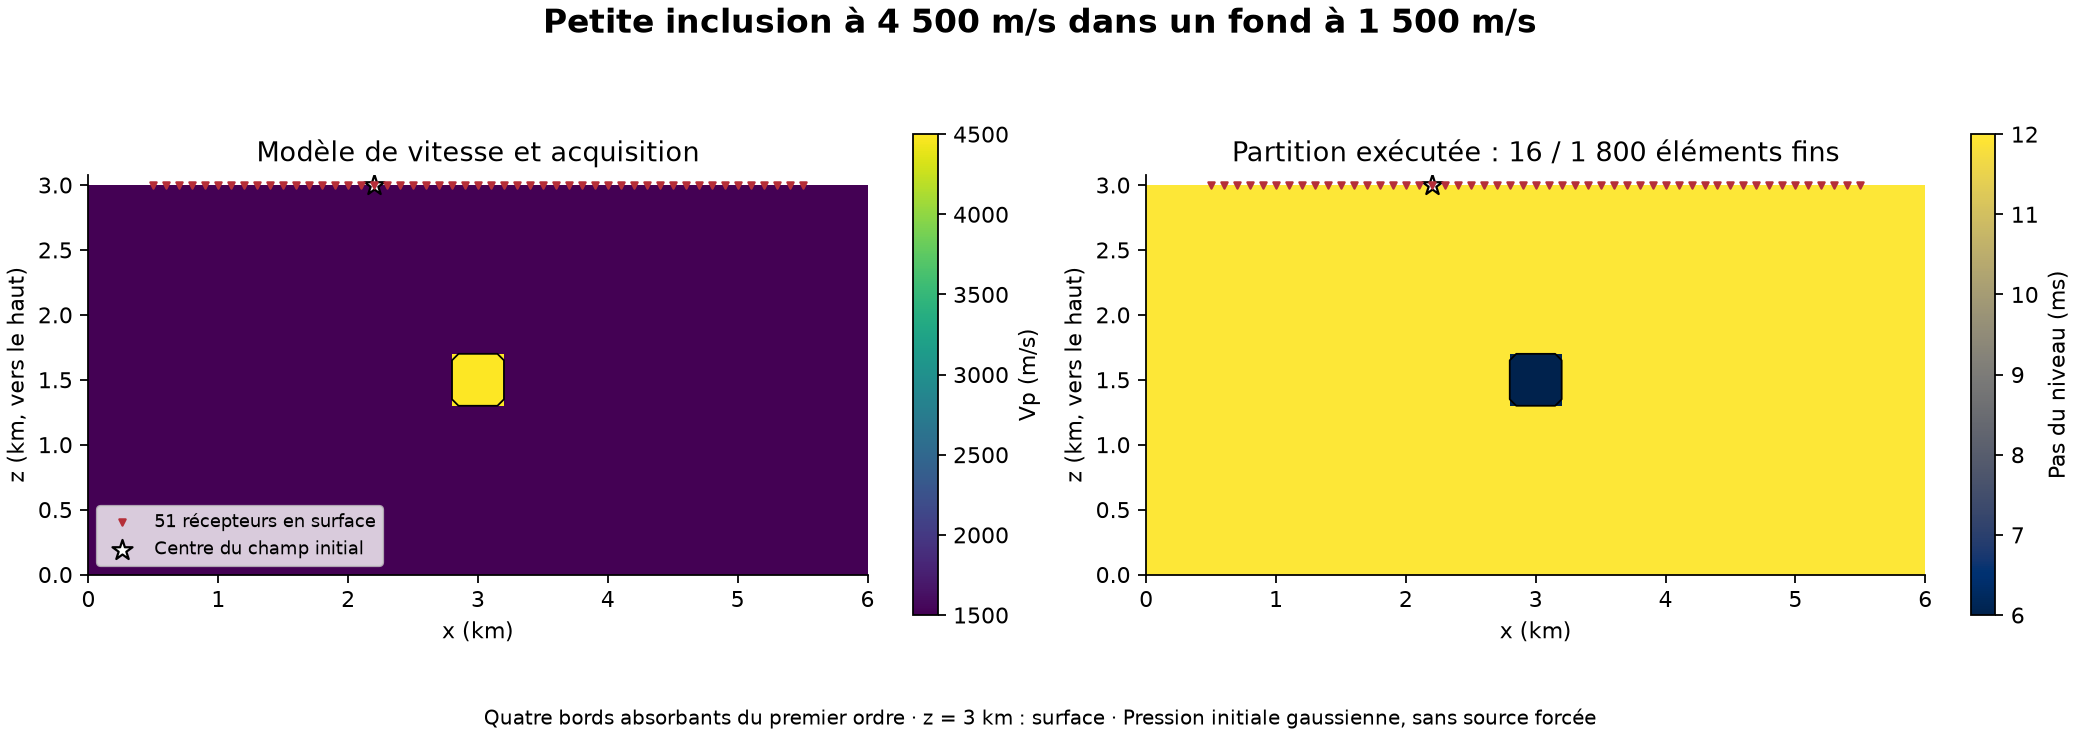 Petite inclusion à 4 500 m/s dans un fond à 1 500 m/s
Modèle de vitesse et acquisition
z (km, vers le haut)
3.0
2.5
2.0
1.5
1.0
0.5
0.0
51 récepteurs en surface
Centre du champ initial
0 1 2 3 4 5 6
x (km)
4500
4000
3500
3000
2500
2000
1500
Vp (m/s)
Partition exécutée : 16 / 1 800 éléments fins
z (km, vers le haut)
3.0
2.5
2.0
1.5
1.0
0.5
0.0
0 1 2 3 4 5 6
x (km)
12
11
10
9
8
7
6
Pas du niveau (ms)
Quatre bords absorbants du premier ordre · z = 3 km : surface · Pression initiale gaussienne, sans source forcée